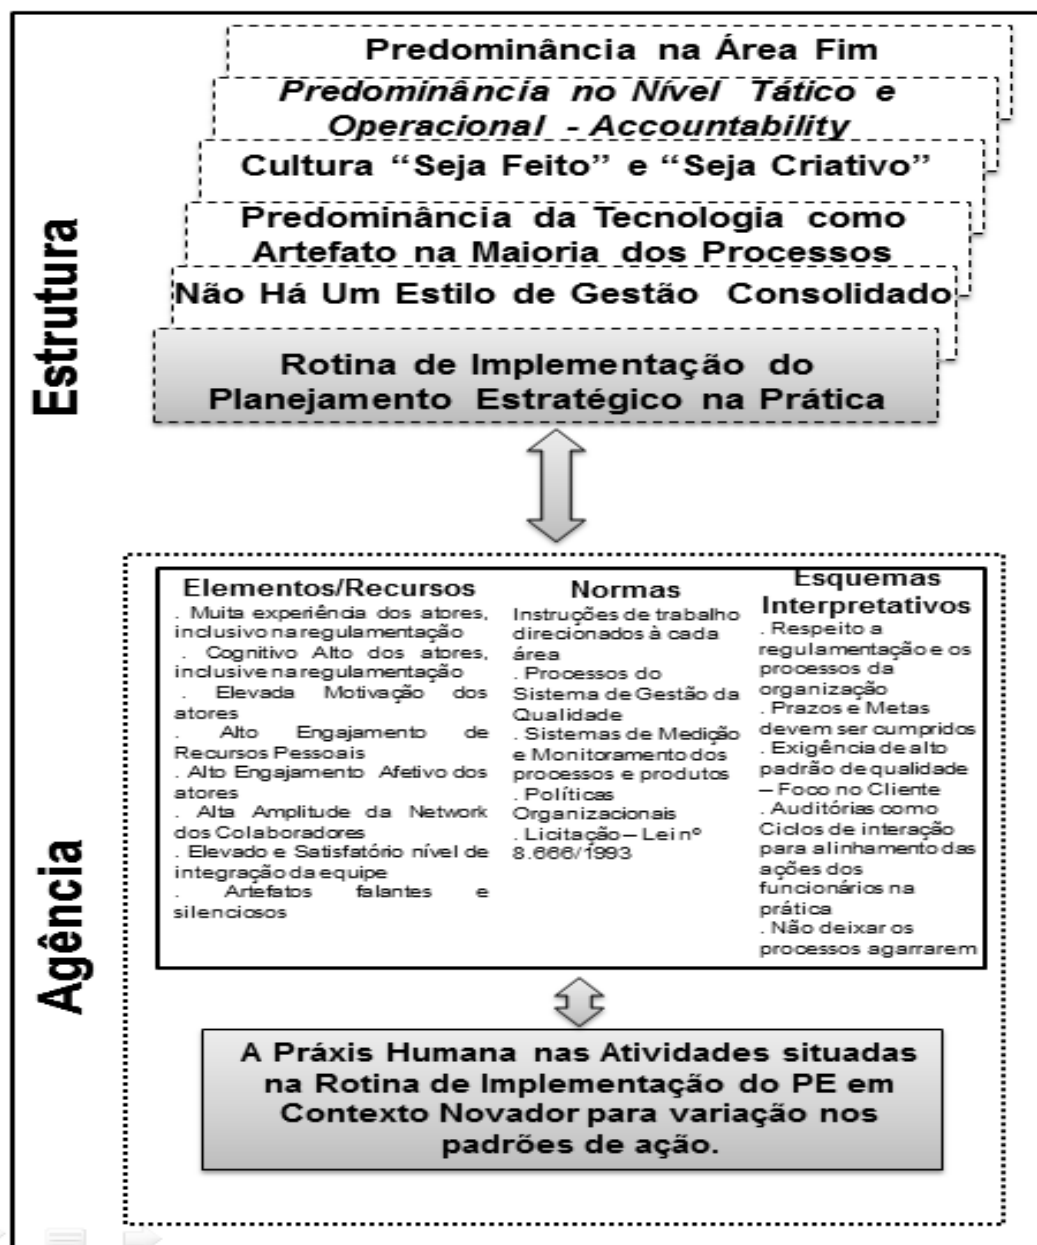 Estrutura
Predominância na Área Fim
Predominância no Nível Tático e
Operacional - Accountability
Cultura “Seja Feito” e “Seja Criativo”
Predominância da Tecnologia como
Artefato na Maioria dos Processos
Não Há Um Estilo de Gestão Consolidado
Rotina de Implementação do
Planejamento Estratégico na Prática
Agência
Elementos/Recursos
. Muita experiência dos atores,
inclusivo na regulamentação
. Cognitivo Alto dos atores,
inclusive na regulamentação
. Elevada Motivação dos
atores
. Alto Engajamento de
Recursos Pessoais
. Alto Engajamento Afetivo dos
atores
. Alta Amplitude da Network
dos Colaboradores
. Elevado e Satisfatório nível de
integração da equipe
. Artefatos falantes e
silenciosos
Normas
Instruções de trabalho
direcionados à cada
área
. Processos do
Sistema de Gestão da
Qualidade
. Sistemas de Medição
e Monitoramento dos
processos e produtos
. Políticas
Organizacionais
. Licitação – Lei nº
8.666/1993
Esquemas
Interpretativos
. Respeito a
regulamentação e os
processos da
organização
. Prazos e Metas
devem ser cumpridos
. Exigência de alto
padrão de qualidade
– Foco no Cliente
. Auditórias como
Ciclos de interação
para alinhamento das
ações dos
funcionários na
prática
. Não deixar os
processos agarrarem
A Práxis Humana nas Atividades situadas
na Rotina de Implementação do PE em
Contexto Novador para variação nos
padrões de ação.